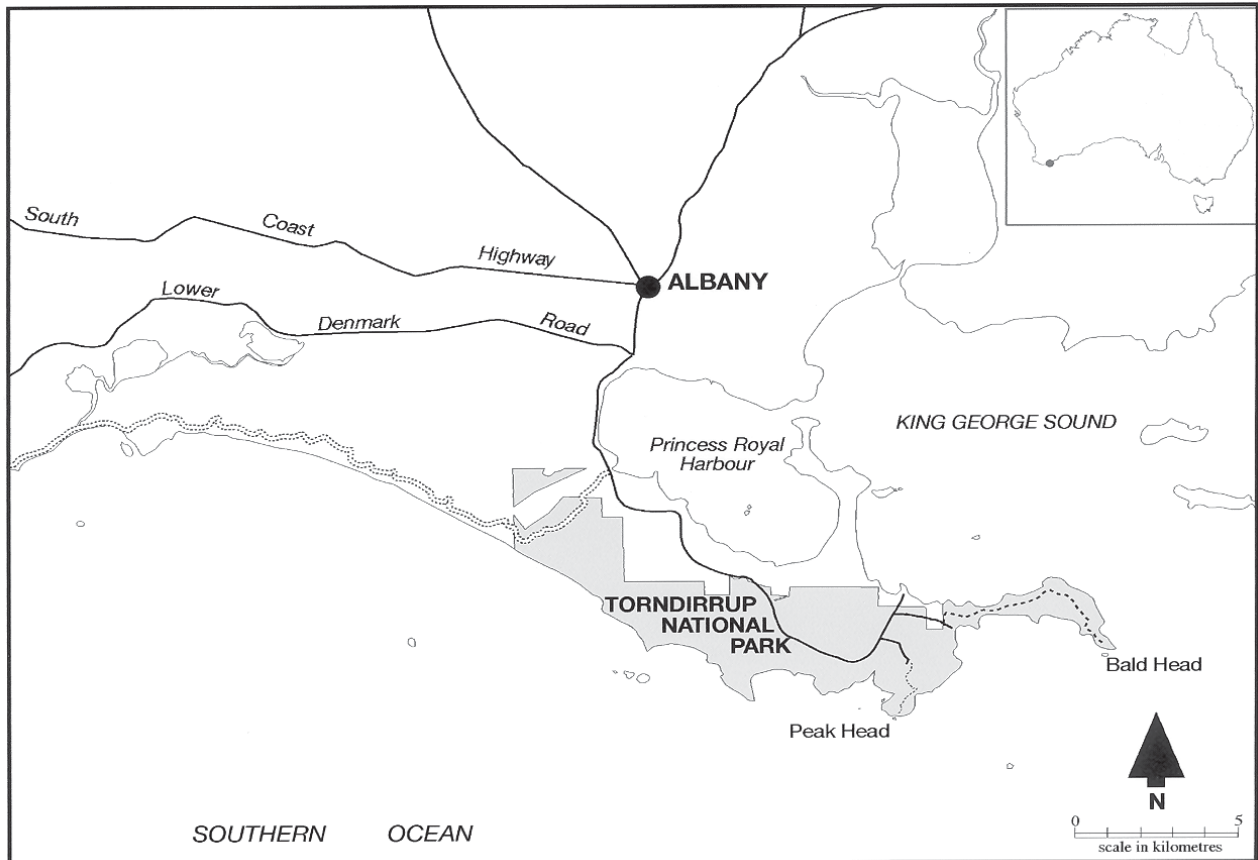 South Coast Highway
ALBANY
Lower Denmark Road
KING GEORGE SOUND
Princess Royal
Harbour
TORNDIRRUP
NATIONAL
PARK
Bald Head
Peak Head
N
SOUTHERN OCEAN
0 5
scale in kilometres